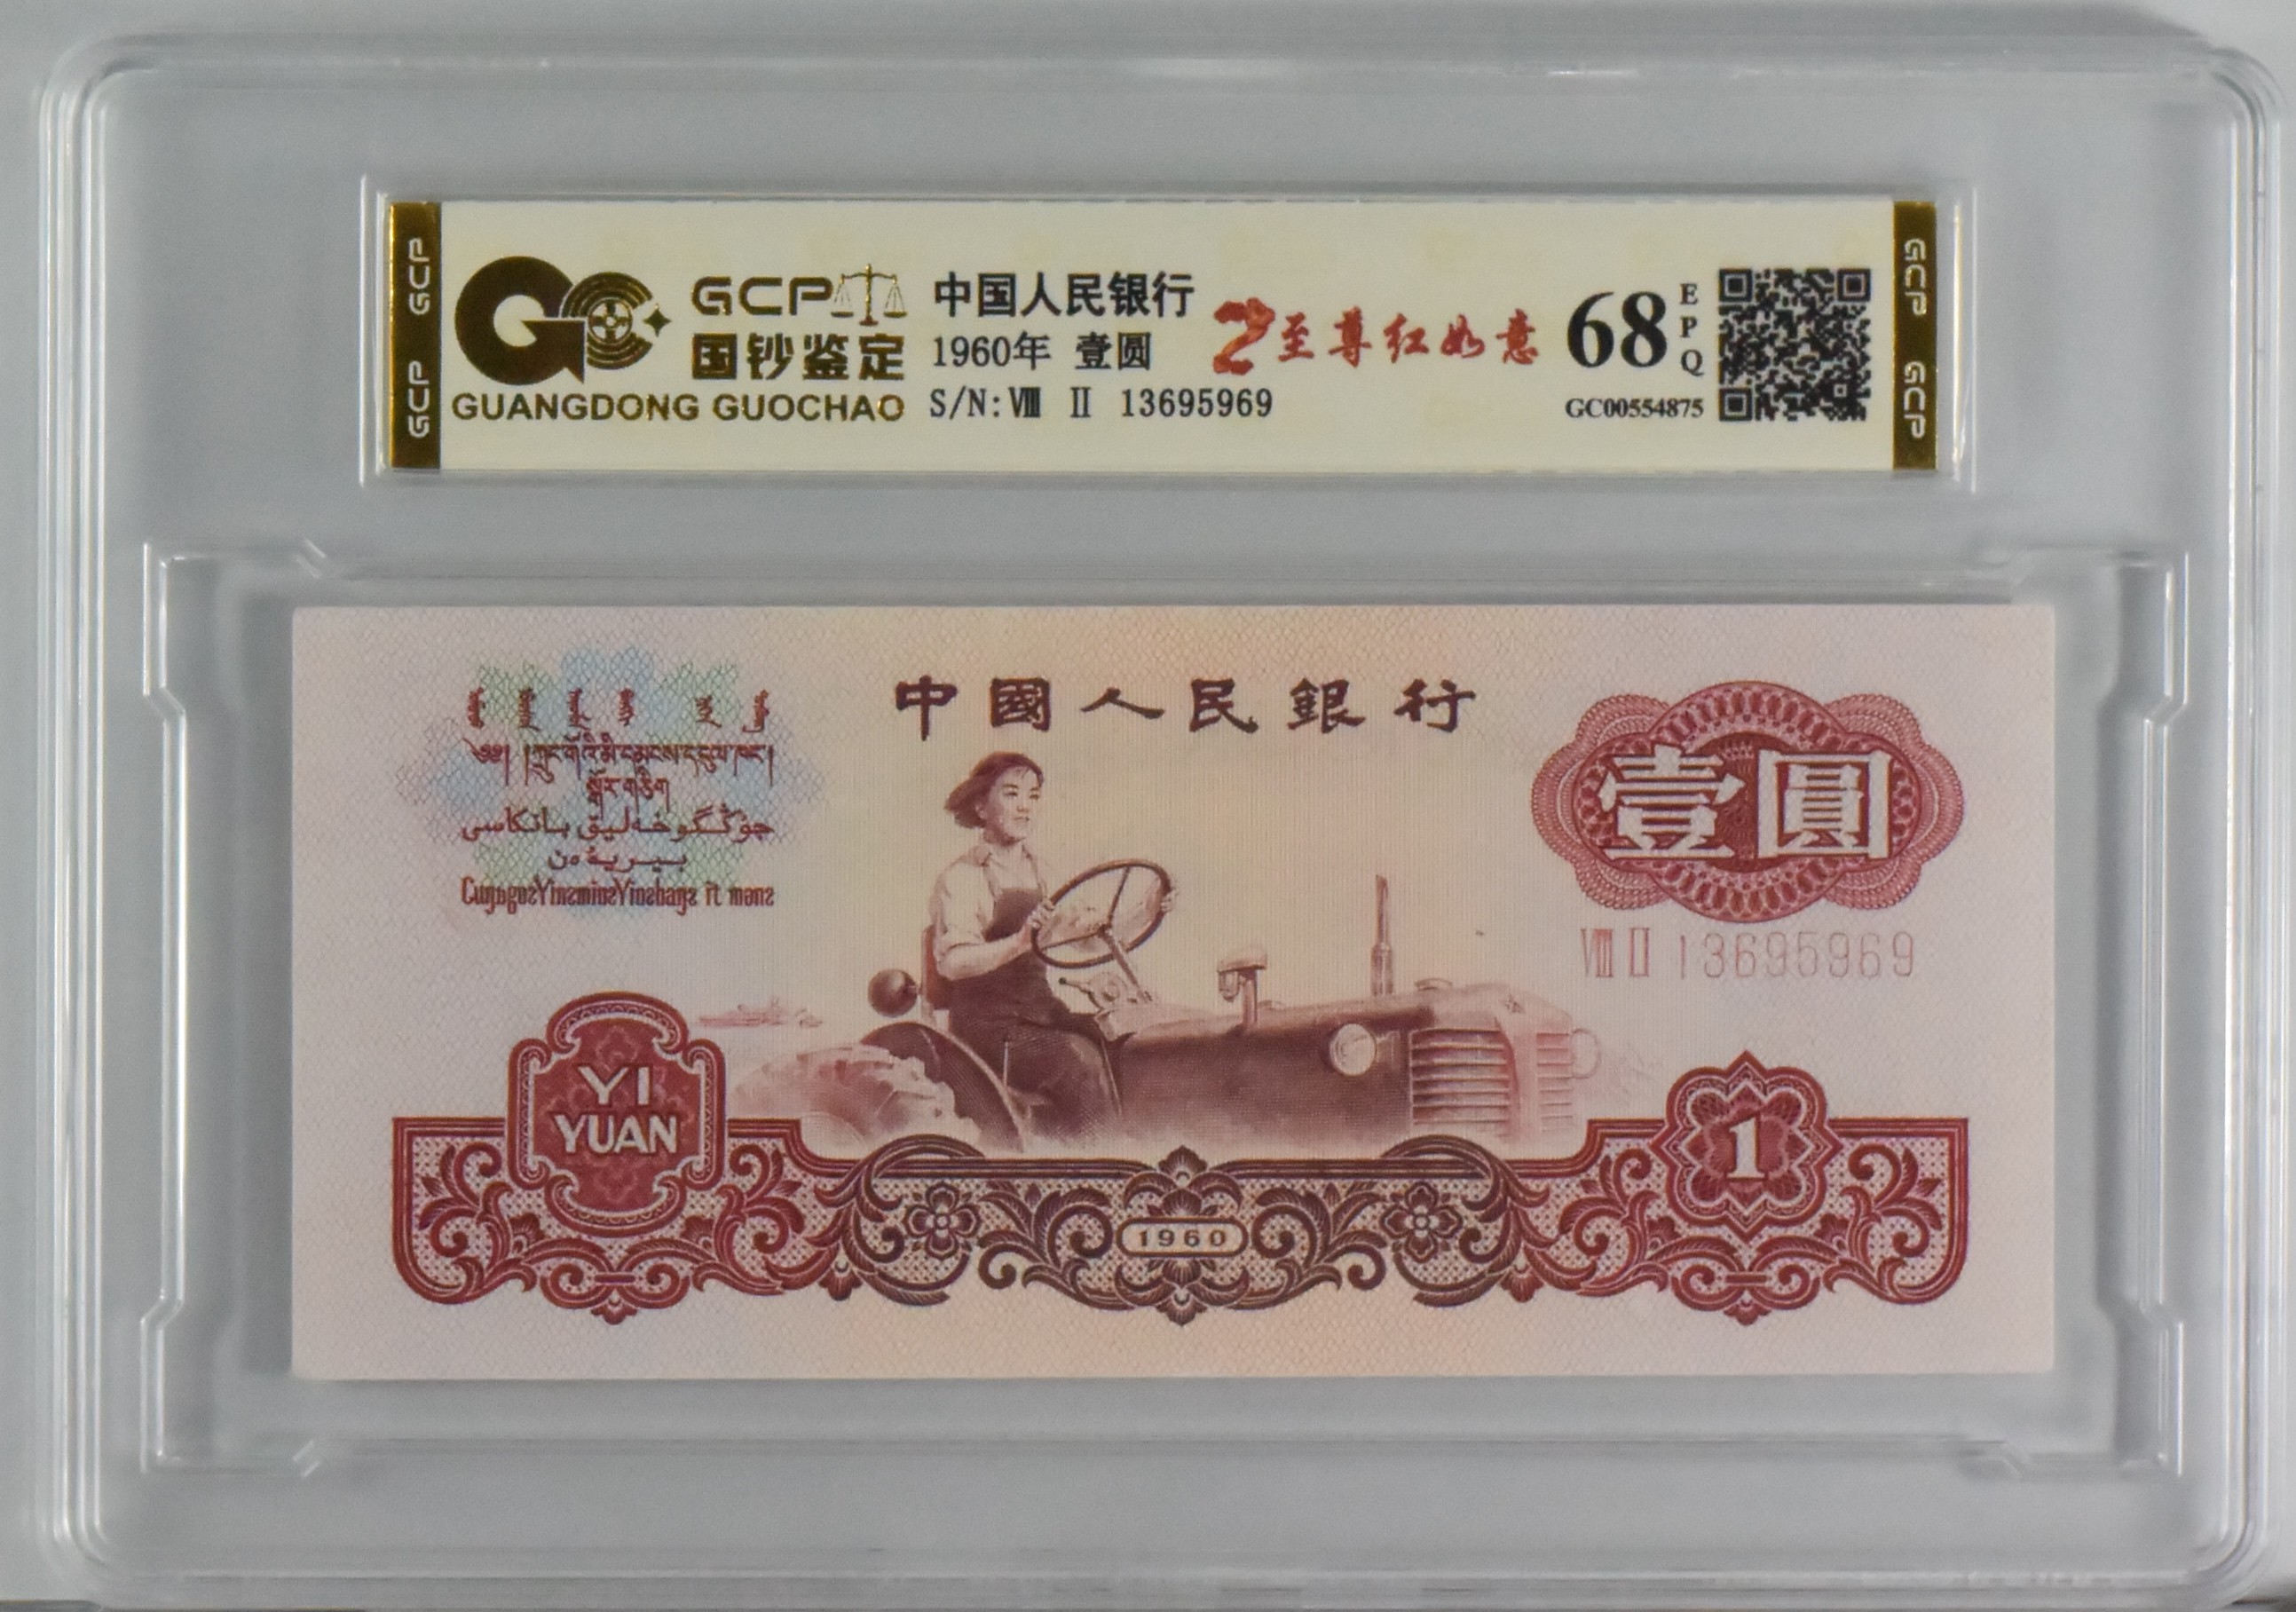 GCP
国钞鉴定
GUANGDONG GUOCHAO
中国人民银行
1960年 壹圆
S/N:Ⅷ Ⅱ 13695969
至尊红如意
68
EPQ
GC00554875
GCP GCP
GCP GCP
中國人民銀行
壹圓
Ⅷ Ⅱ 13695969
YI
YUAN
1960
1